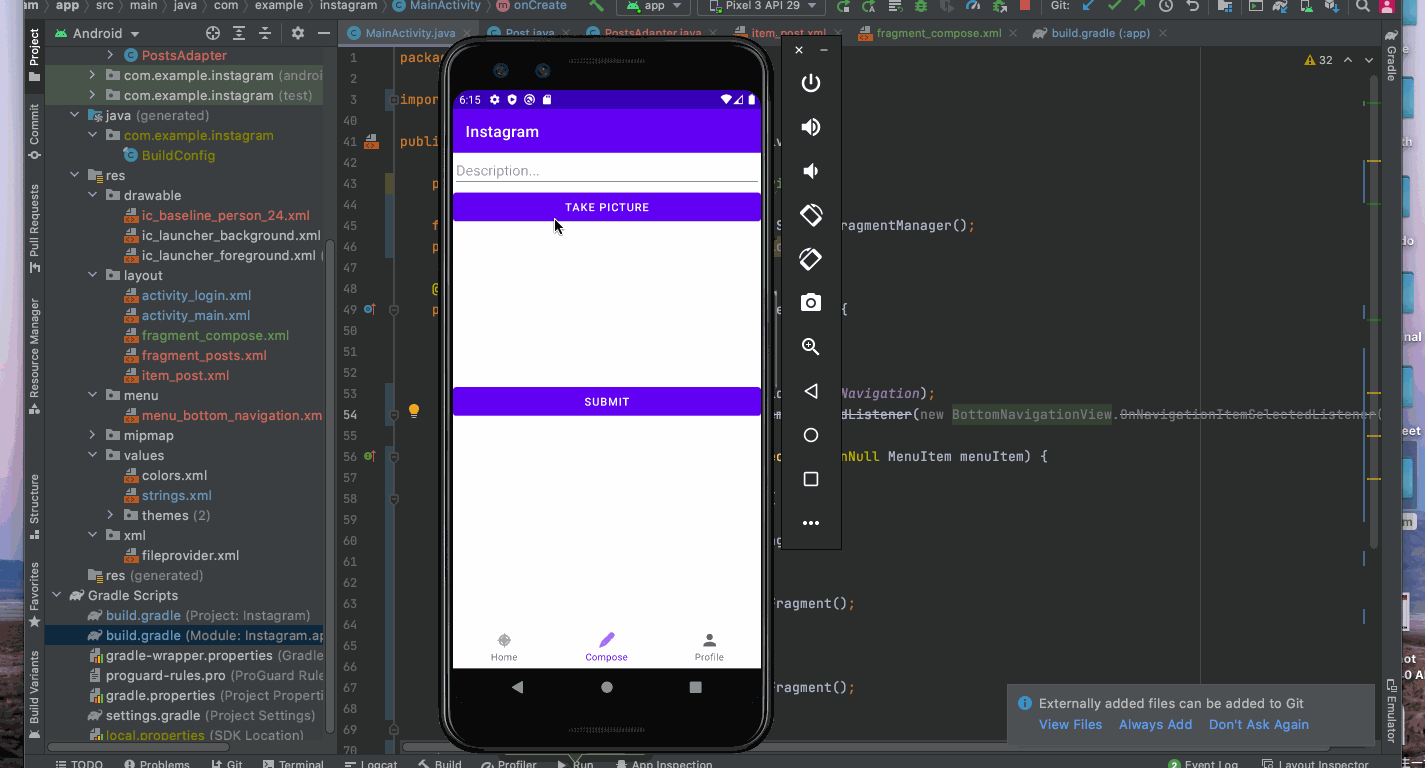 am › app › src › main › java › com › example › instagram › MainActivity › onCreate
app
Pixel 3 API 29
Git:
Android
MainActivity.java
Post.java
PostsAdapter.java
item_post.xml
fragment_compose.xml
build.gradle (:app)
Project
Commit
Pull Requests
Resource Manager
Structure
Favorites
Build Variants
PostsAdapter
com.example.instagram (androi
com.example.instagram (test)
java (generated)
com.example.instagram
BuildConfig
res
drawable
ic_baseline_person_24.xml
ic_launcher_background.xml
ic_launcher_foreground.xml (
layout
activity_login.xml
activity_main.xml
fragment_compose.xml
fragment_posts.xml
item_post.xml
menu
menu_bottom_navigation.xm
mipmap
values
colors.xml
strings.xml
themes (2)
xml
fileprovider.xml
res (generated)
Gradle Scripts
build.gradle (Project: Instagram)
build.gradle (Module: Instagram.ap
gradle-wrapper.properties (Gradle
proguard-rules.pro (ProGuard Rule
gradle.properties (Project Properti
settings.gradle (Project Settings)
local.properties (SDK Location)
1 packa
2
3 impor
40
41 publi
42
43 p
44
45 f ragmentManager();
46 p
47
48 @
49 p {
50
51
52
53 Navigation);
54 dListener(new BottomNavigationView.OnNavigationItemSelectedListener(
55
56 nNull MenuItem menuItem) {
57
58
59
60
61
62
63 ragment();
64
65
66
67 ragment();
68
69
70
32
6:15
Instagram
Description...
TAKE PICTURE
SUBMIT
Home
Compose
Profile
Gradle
Emulator
Externally added files can be added to Git
View Files
Always Add
Don't Ask Again
TODO
Problems
Git
Terminal
Logcat
Build
Profiler
Run
App Inspection
2 Event Log
Layout Inspector